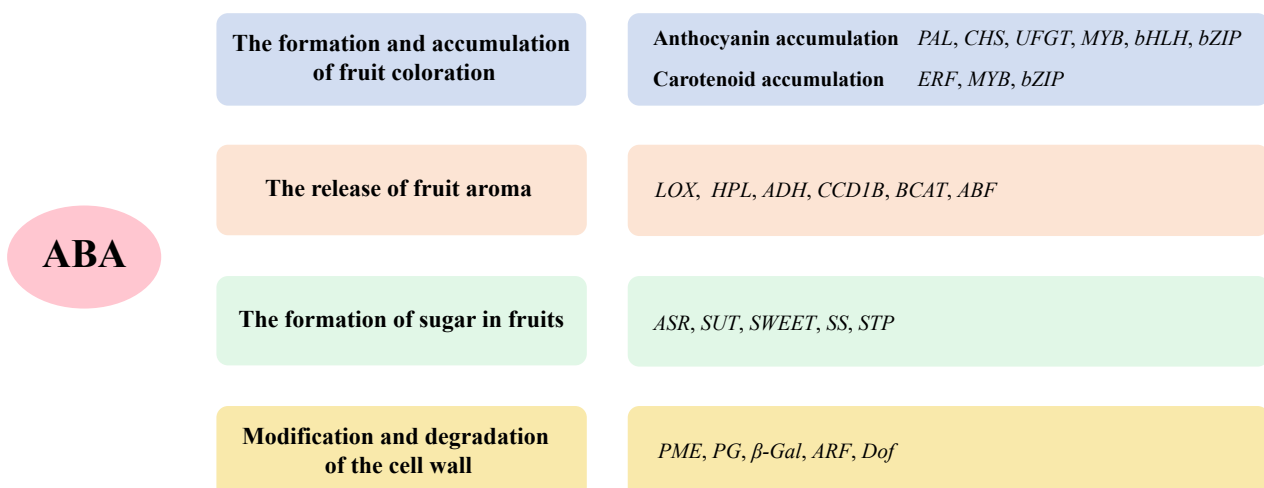 ABA
The formation and accumulation
of fruit coloration
Anthocyanin accumulation PAL, CHS, UFGT, MYB, bHLH, bZIP
Carotenoid accumulation ERF, MYB, bZIP
The release of fruit aroma
LOX, HPL, ADH, CCD1B, BCAT, ABF
The formation of sugar in fruits
ASR, SUT, SWEET, SS, STP
Modification and degradation
of the cell wall
PME, PG, β-Gal, ARF, Dof